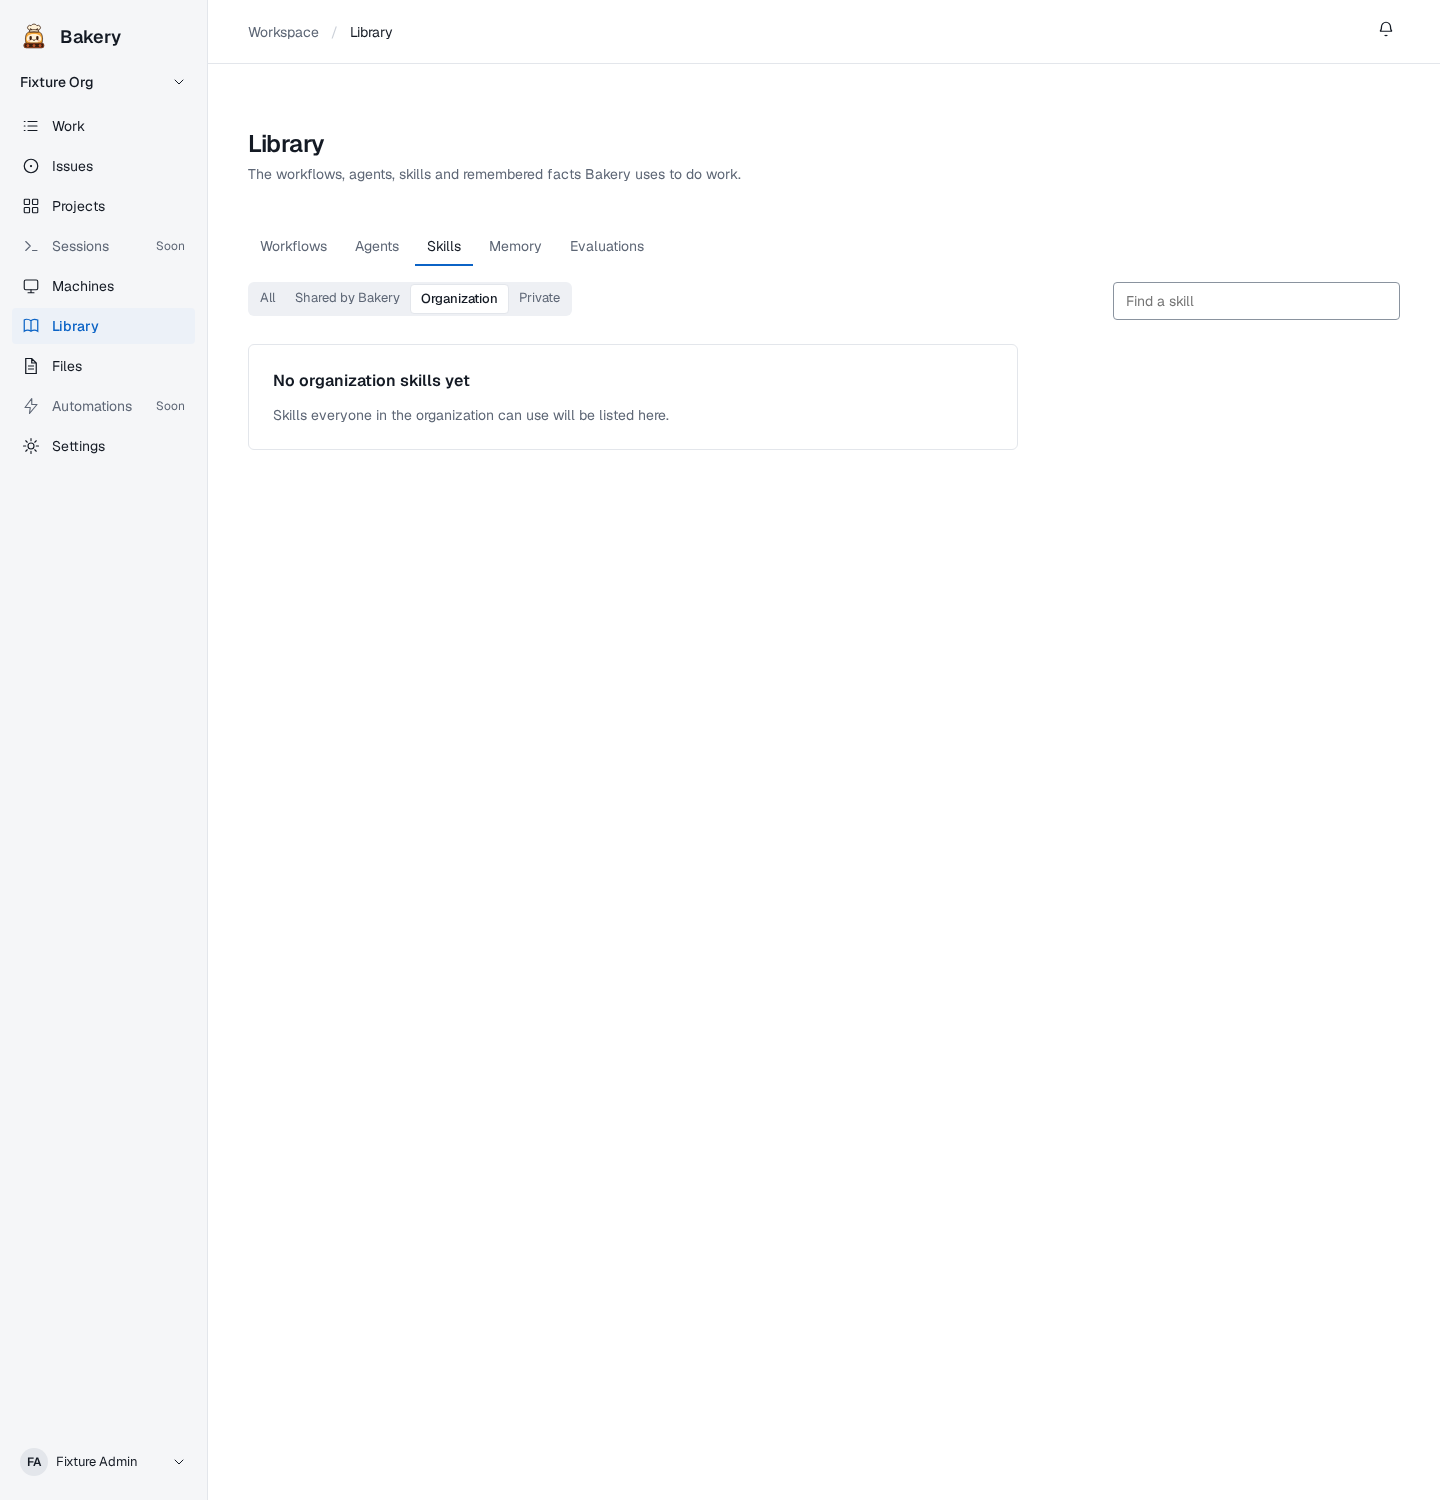 Bakery
Fixture Org
Work
Issues
Projects
Sessions Soon
Machines
Library
Files
Automations Soon
Settings
FA Fixture Admin
Workspace / Library
Library
The workflows, agents, skills and remembered facts Bakery uses to do work.
Workflows Agents Skills Memory Evaluations
All Shared by Bakery Organization Private
Find a skill
No organization skills yet
Skills everyone in the organization can use will be listed here.